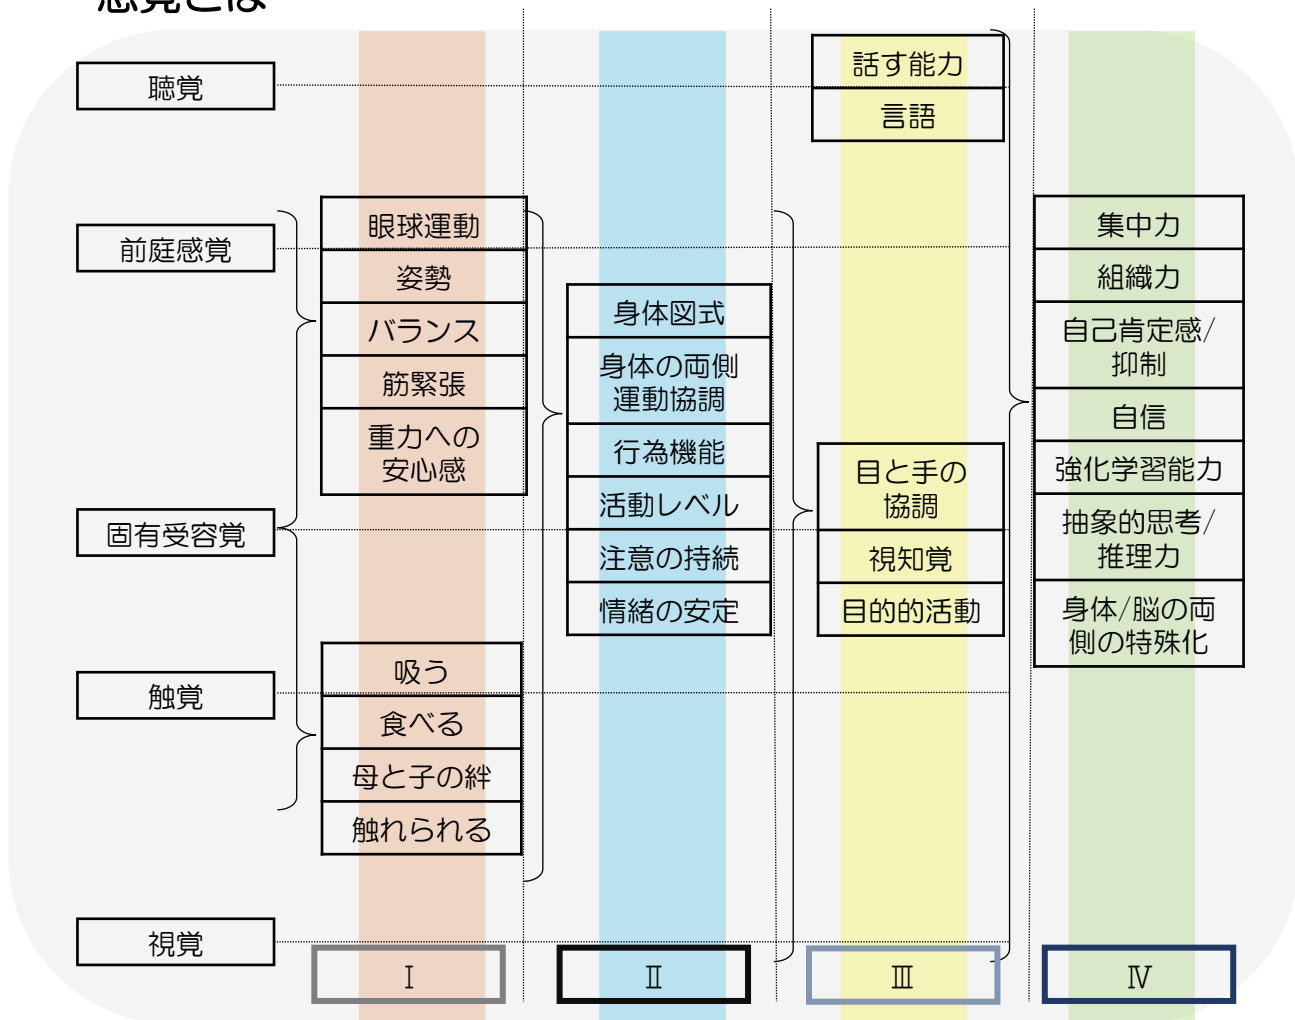 覚とは
聴覚
前庭感覚
固有受容覚
触覚
視覚
眼球運動
姿勢
バランス
筋緊張
重力への
安心感
吸う
食べる
母と子の絆
触れられる
Ⅰ
身体図式
身体の両側
運動協調
行為機能
活動レベル
注意の持続
情緒の安定
Ⅱ
話す能力
言語
目と手の
協調
視知覚
目的的活動
Ⅲ
集中力
組織力
自己肯定感/
抑制
自信
強化学習能力
抽象的思考/
推理力
身体/脳の両
側の特殊化
Ⅳ